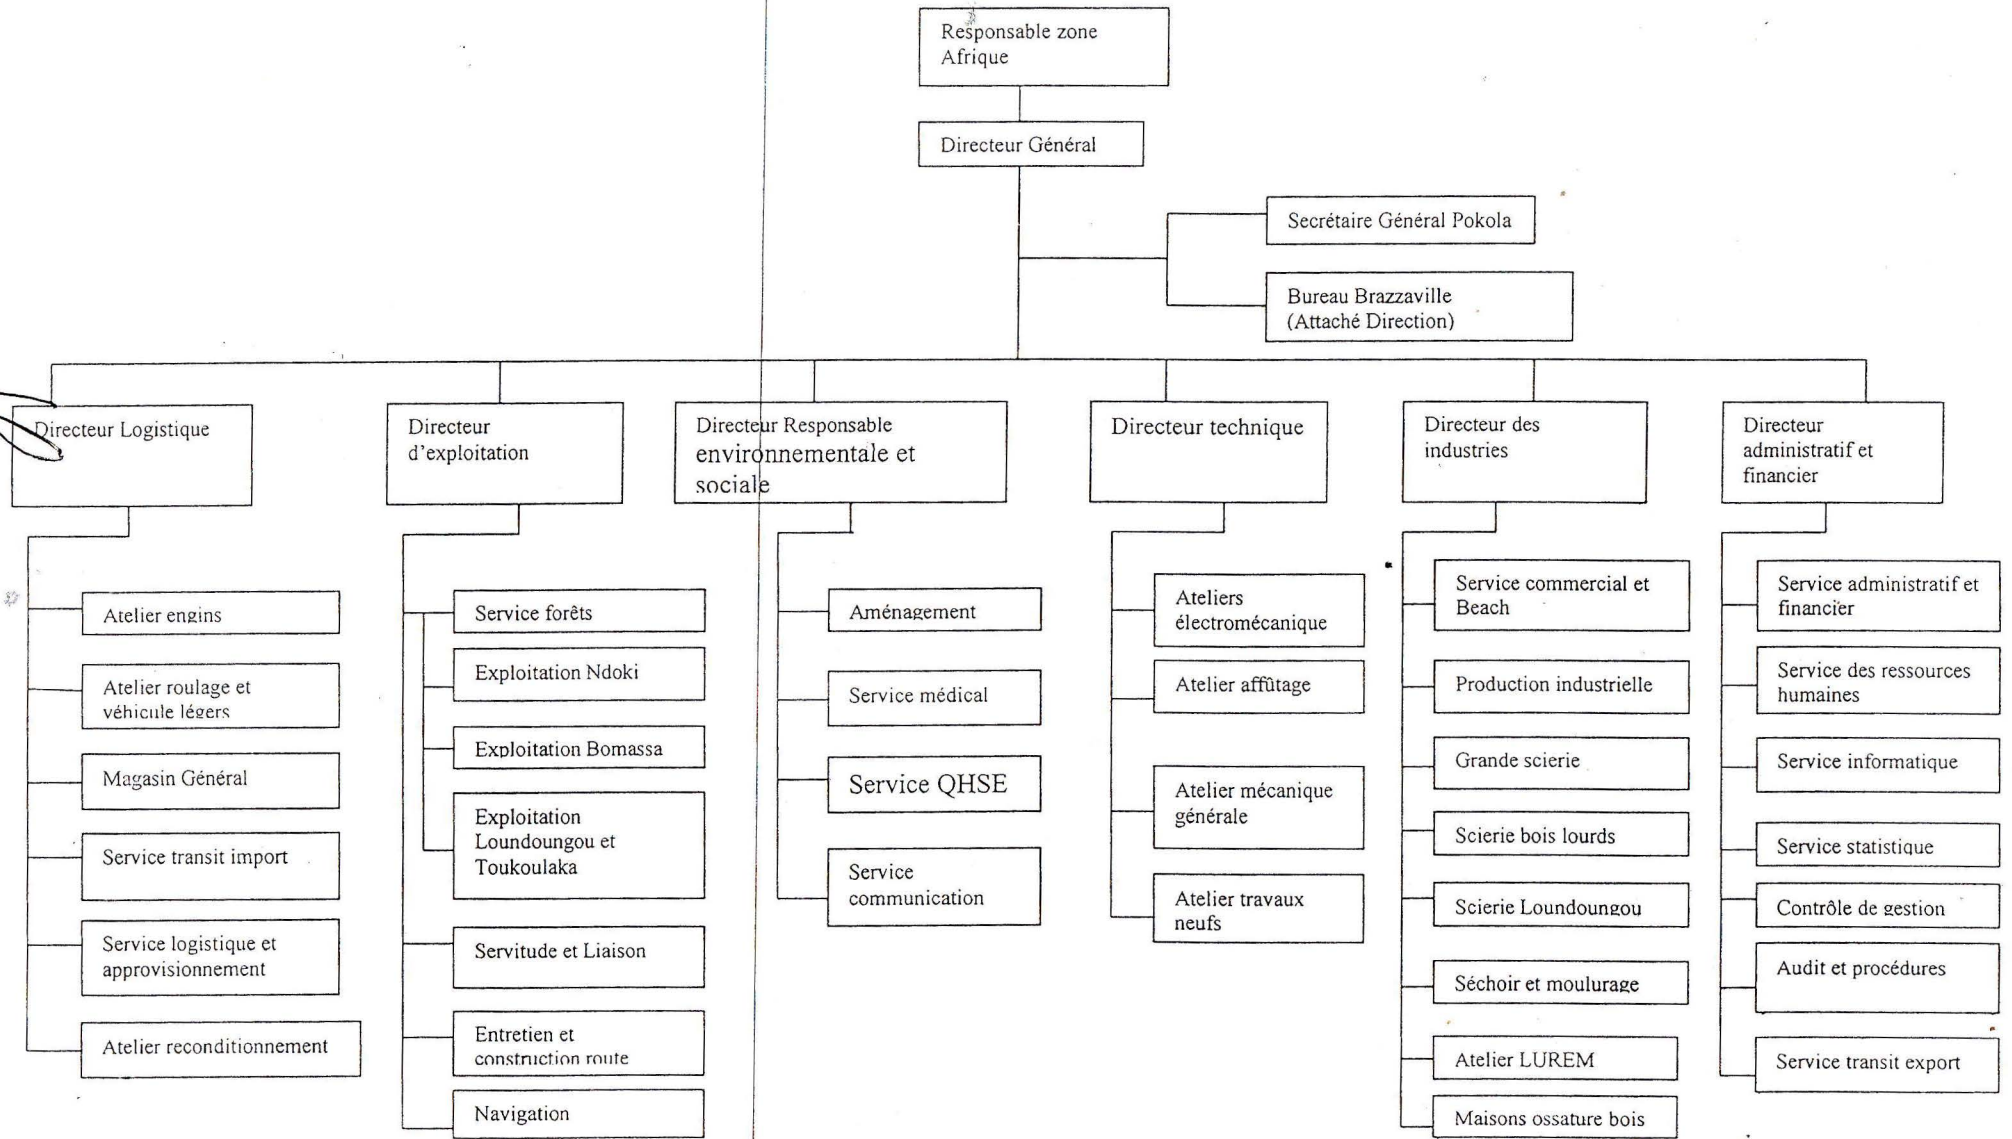 Responsable zone
Afrique
Directeur Général
Secrétaire Général Pokola
Bureau Brazzaville
(Attaché Direction)
Directeur Logistique
Directeur
d'exploitation
Directeur Responsable
environnementale et
sociale
Directeur technique
Directeur des
industries
Directeur
administratif et
financier
Atelier engins
Atelier roulage et
véhicule légers
Magasin Général
Service transit import
Service logistique et
approvisionnement
Atelier reconditionnement
Service forêts
Exploitation Ndoki
Exploitation Bomassa
Exploitation
Loundoungou et
Toukoulaka
Servitude et Liaison
Entretien et
construction route
Navigation
Aménagement
Service médical
Service QHSE
Service
communication
Ateliers
électromécanique
Atelier affûtage
Atelier mécanique
générale
Atelier travaux
neufs
Service commercial et
Beach
Production industrielle
Grande scierie
Scierie bois lourds
Scierie Loundoungou
Séchoir et moulurage
Atelier LUREM
Maisons ossature bois
Service administratif et
financier
Service des ressources
humaines
Service informatique
Service statistique
Contrôle de gestion
Audit et procédures
Service transit export